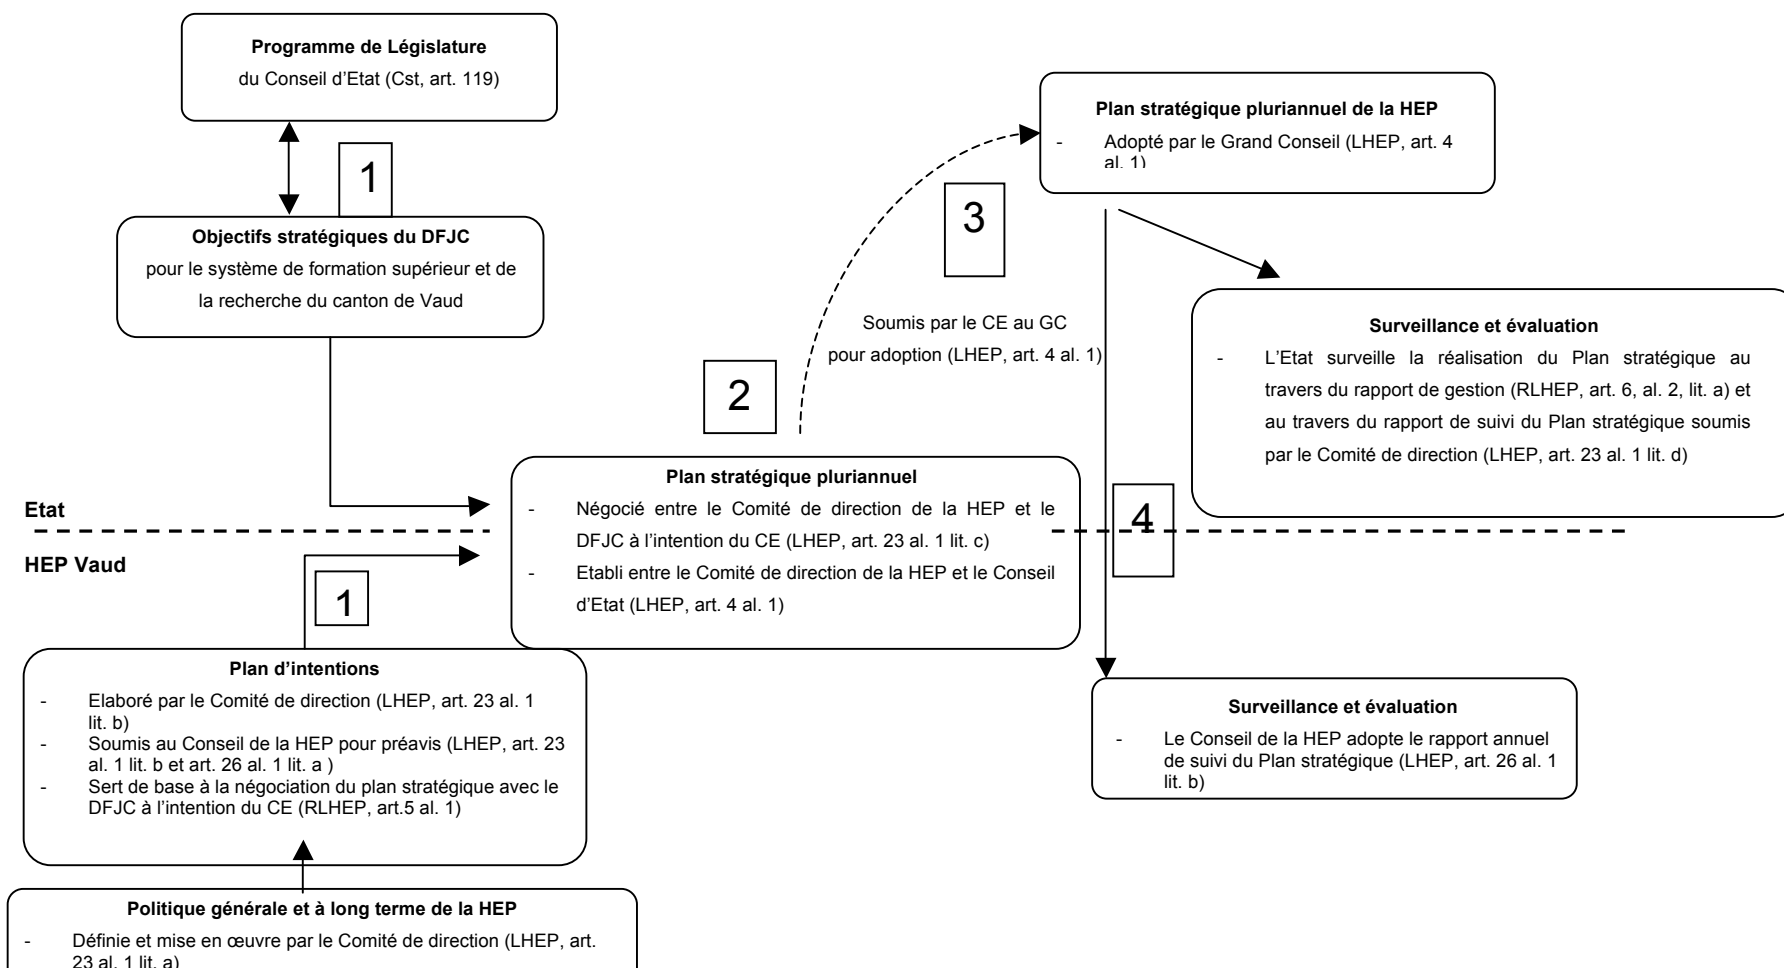 Programme de Législature
du Conseil d'Etat (Cst, art. 119)
1
Objectifs stratégiques du DFJC
pour le système de formation supérieur et de
la recherche du canton de Vaud
Plan stratégique pluriannuel de la HEP
- Adopté par le Grand Conseil (LHEP, art. 4
al. 1)
3
Soumis par le CE au GC
pour adoption (LHEP, art. 4 al. 1)
2
Surveillance et évaluation
- L'Etat surveille la réalisation du Plan stratégique au
travers du rapport de gestion (RLHEP, art. 6, al. 2, lit. a) et
au travers du rapport de suivi du Plan stratégique soumis
par le Comité de direction (LHEP, art. 23 al. 1 lit. d)
Plan stratégique pluriannuel
- Négocié entre le Comité de direction de la HEP et le
DFJC à l'intention du CE (LHEP, art. 23 al. 1 lit. c)
- Etabli entre le Comité de direction de la HEP et le Conseil
d'Etat (LHEP, art. 4 al. 1)
Etat
HEP Vaud
4
1
Plan d'intentions
- Elaboré par le Comité de direction (LHEP, art. 23 al. 1
lit. b)
- Soumis au Conseil de la HEP pour préavis (LHEP, art. 23
al. 1 lit. b et art. 26 al. 1 lit. a )
- Sert de base à la négociation du plan stratégique avec le
DFJC à l'intention du CE (RLHEP, art.5 al. 1)
Surveillance et évaluation
- Le Conseil de la HEP adopte le rapport annuel
de suivi du Plan stratégique (LHEP, art. 26 al. 1
lit. b)
Politique générale et à long terme de la HEP
- Définie et mise en œuvre par le Comité de direction (LHEP, art.
23 al. 1 lit. a)